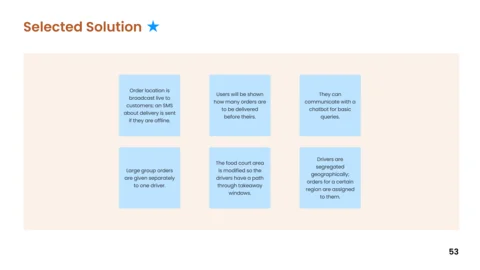 Selected Solution
Order location is
broadcast live to
customers; an SMS
about delivery is sent
if they are offline.
Users will be shown
how many orders are
to be delivered
before theirs.
They can
communicate with a
chatbot for basic
queries.
Large group orders
are given separately
to one driver.
The food court area
is modified so the
drivers have a path
through takeaway
windows.
Drivers are
segregated
geographically,
orders for a certain
region are assigned
to them.
53